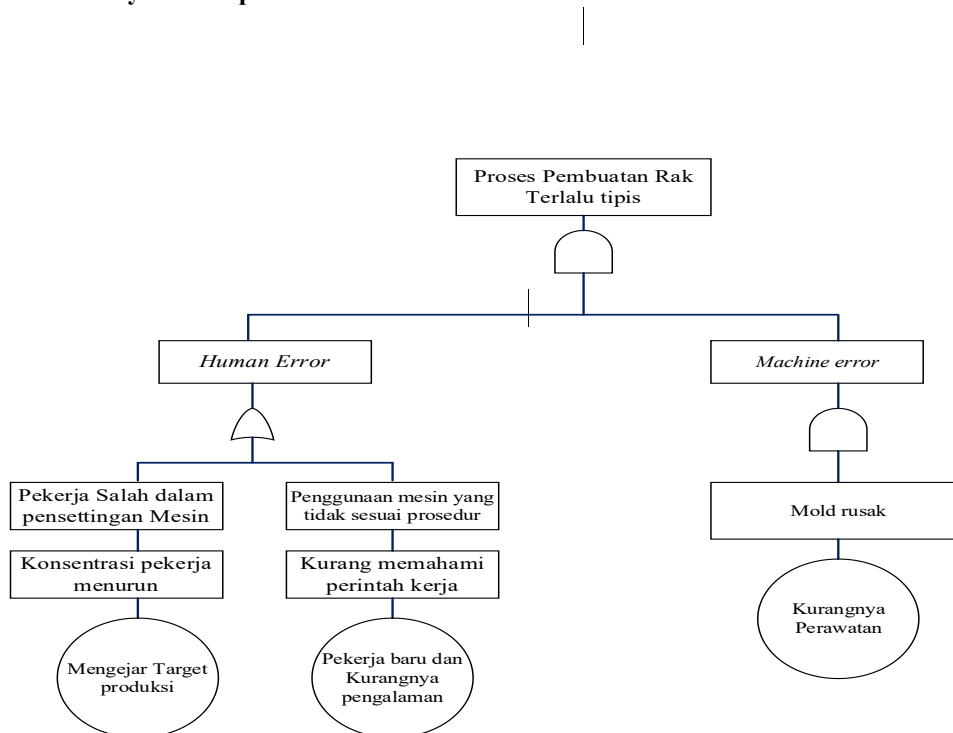 Proses Pembuatan Rak
Terlalu tipis
Human Error
Machine error
Pekerja Salah dalam
pensettingan Mesin
Penggunaan mesin yang
tidak sesuai prosedur
Mold rusak
Konsentrasi pekerja
menurun
Kurang memahami
perintah kerja
Kurangnya
Perawatan
Mengejar Target
produksi
Pekerja baru dan
Kurangnya
pengalaman